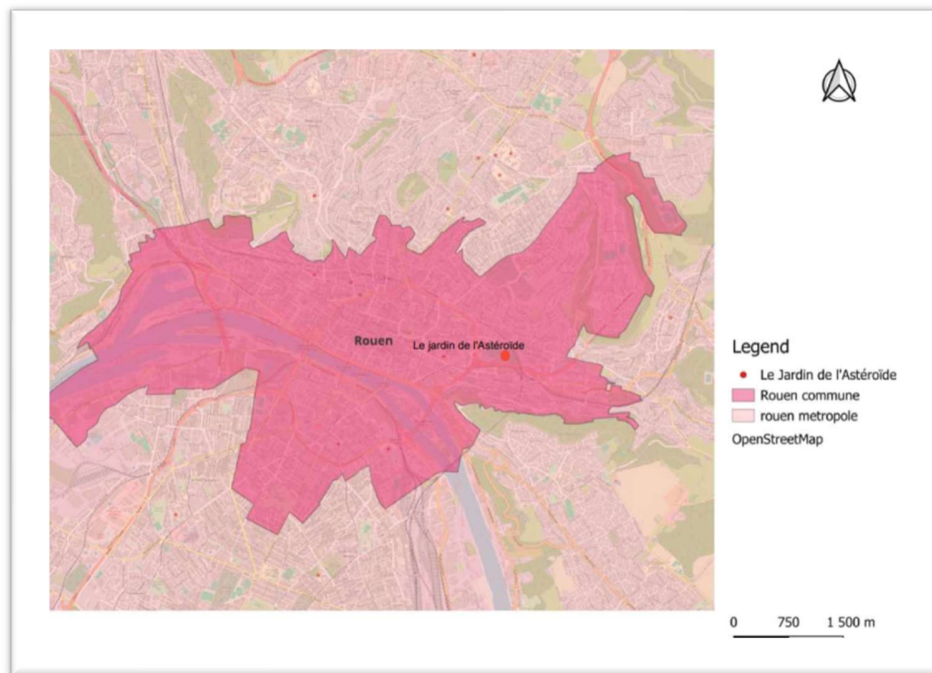 Rouen
Le jardin de l'Astéroïde
Legend
Le Jardin de l'Astéroïde
Rouen commune
rouen metropole
OpenStreetMap
0 750 1 500 m